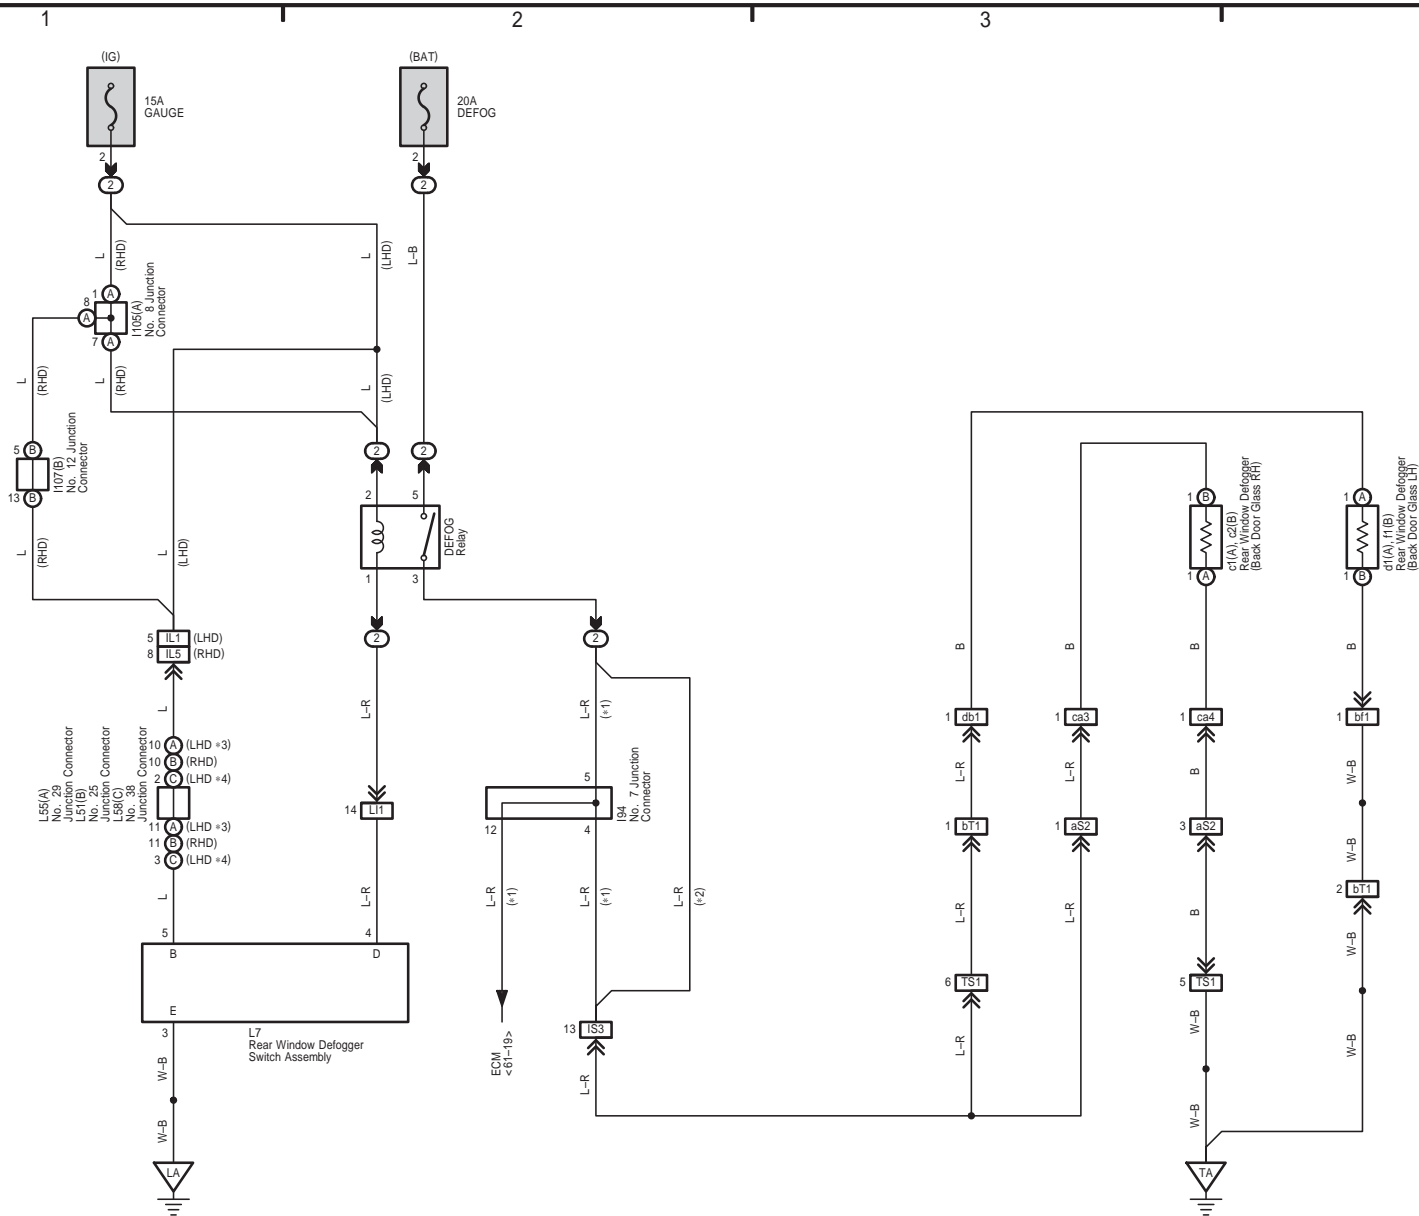 1
2
3
(IG)
15A
GAUGE
2
2
(BAT)
20A
DEFOG
2
2
L
(RHD)
L
(LHD)
L–B
1
A
8
A
7
A
I105(A)
No. 8 Junction
Connector
L
(RHD)
L
(RHD)
L
(LHD)
5
B
13
B
I107(B)
No. 12 Junction
Connector
2
2
2
5
DEFOG
Relay
1
3
L
(RHD)
L
(LHD)
2
2
5
IL1
(LHD)
8
IL5
(RHD)
L
L–R
L–R
(*1)
10
A
(LHD *3)
10
B
(RHD)
2
C
(LHD *4)
11
A
(LHD *3)
11
B
(RHD)
3
C
(LHD *4)
L55(A)
No. 29
Junction Connector
L51(B)
No. 25
Junction Connector
L58(C)
No. 38
Junction Connector
14
LI1
5
12
4
I94
No. 7 Junction
Connector
L
L–R
L–R
(*1)
L–R
(*1)
L–R
(*2)
5
B
4
D
E
3
L7
Rear Window Defogger
Switch Assembly
W–B
W–B
LA
ECM
<61–19>
13
IS3
L–R
1
B
1
A
c1(A), c2(B)
Rear Window Defogger
(Back Door Glass RH)
1
A
1
B
d1(A), f1(B)
Rear Window Defogger
(Back Door Glass LH)
B
B
B
B
1
db1
1
ca3
1
ca4
1
bf1
L–R
L–R
B
W–B
1
bT1
1
aS2
3
aS2
W–B
2
bT1
L–R
L–R
B
W–B
6
TS1
5
TS1
L–R
W–B
W–B
W–B
TA